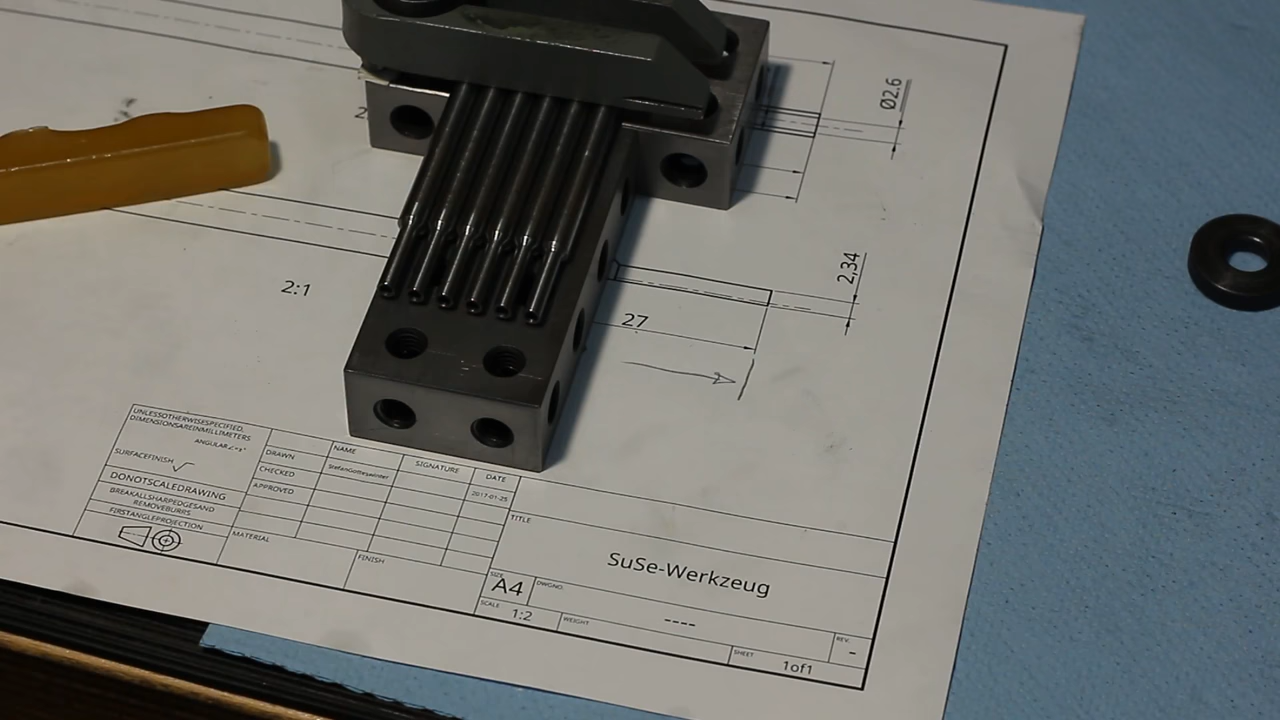 Ø2.6
2,34
2:1
27
UNLESSOTHERWISESPECIFIED,
DIMENSIONSAREINMILLIMETERS
SURFACEFINISH
DONOTSCALEDRAWING
BREAKALLSHARPEDGESAND
REMOVEBURRS
FIRSTANGLEPROJECTION
NAME
SIGNATURE
DATE
DRAWN
StefanGotteswinter
2017-01-25
CHECKED
APPROVED
MATERIAL
FINISH
TITLE
SuSe-Werkzeug
SIZE
A4
DWGNO.
----
REV.
-
SCALE
1:2
WEIGHT
SHEET
1of1